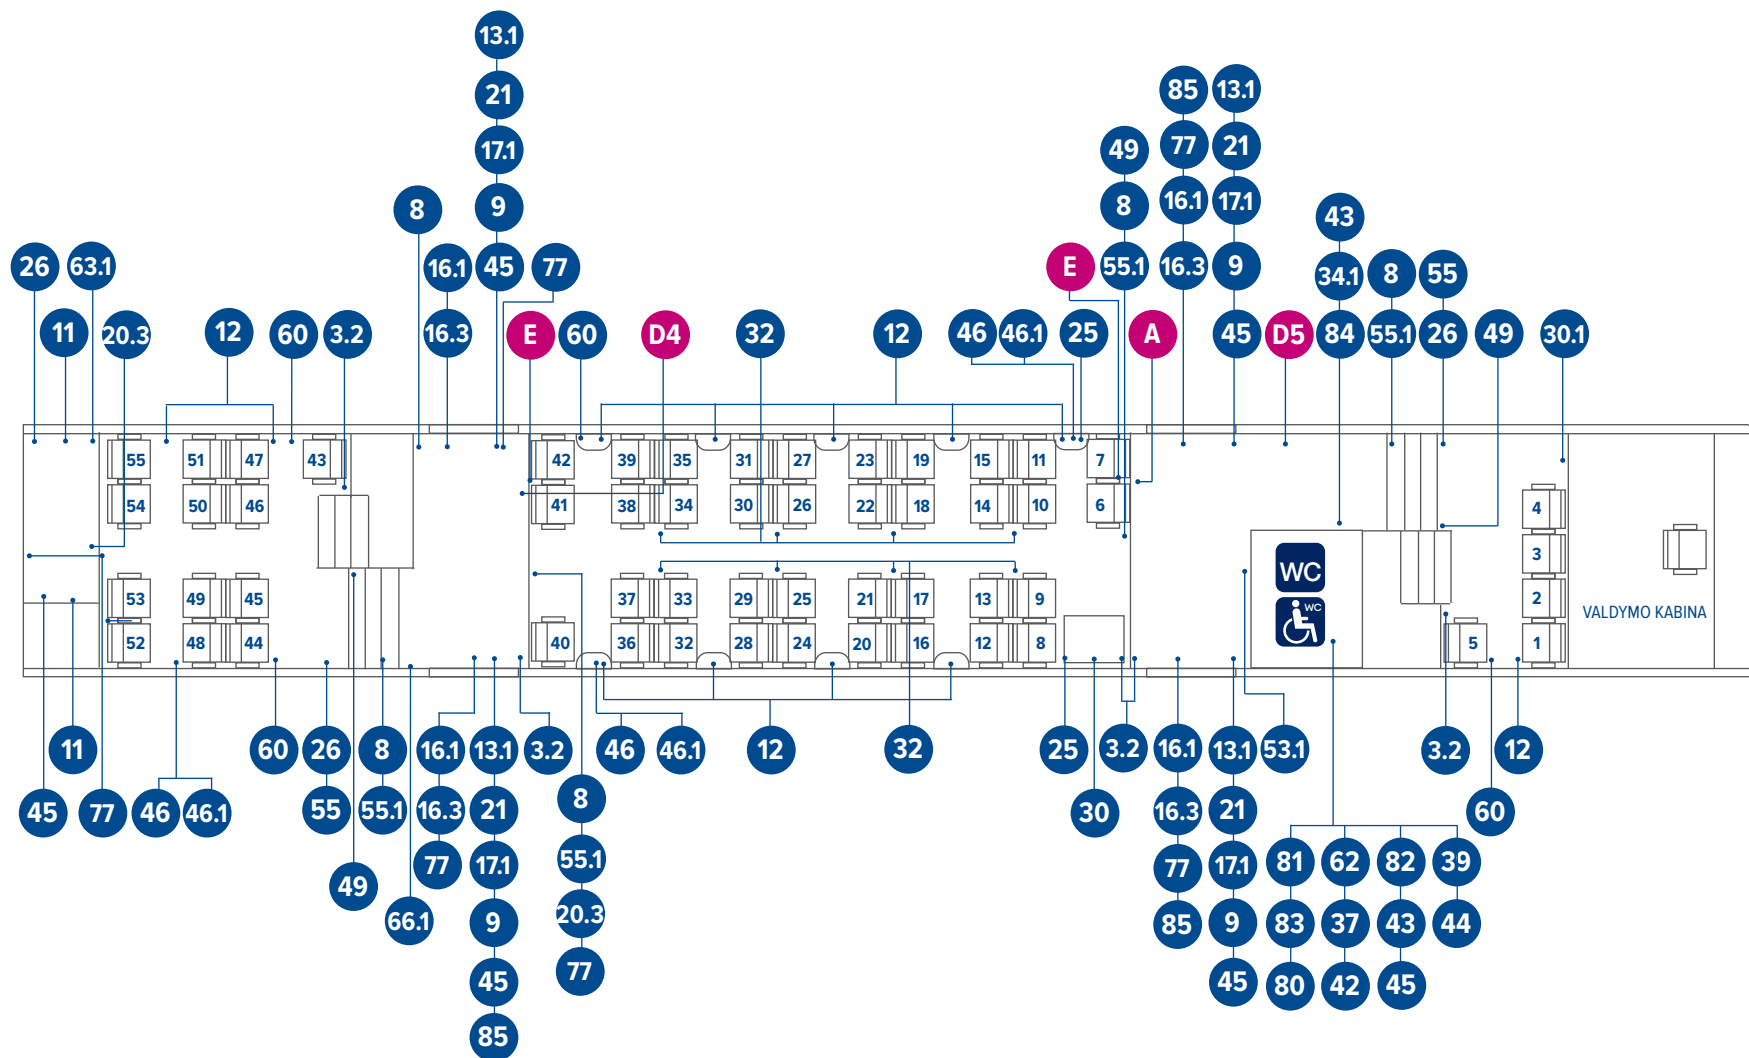 13.1
21
85 13.1
17.1 49 77 21
9 8 16.1 17.1
8 43
26 63.1 16.1 45 77 E 55.1 16.3 9 34.1 8 55
11 20.3 12 60 3.2 16.3 E 60 D4 32 12 46 46.1 25 A 45 D5 84 55.1 26 49 30.1
55 51 47 43 42 39 35 31 27 23 19 15 11 7
54 50 46 41 38 34 30 26 22 18 14 10 6 4
3
WC
53 49 45 37 33 29 25 21 17 13 9 2
WC
VALDYMO KABINA
52 48 44 40 36 32 28 24 20 16 12 8 5 1
11 60 26 8 16.1 13.1 3.2 46 46.1 12 32 25 3.2 16.1 13.1 53.1 3.2 12
45 77 46 46.1 55 55.1 16.3 21 8 30 16.3 21 60
77 17.1 55.1 77 17.1 81 62 82 39
49
66.1 9 20.3 85 9 83 37 43 44
45 77 45 80 42 45
85